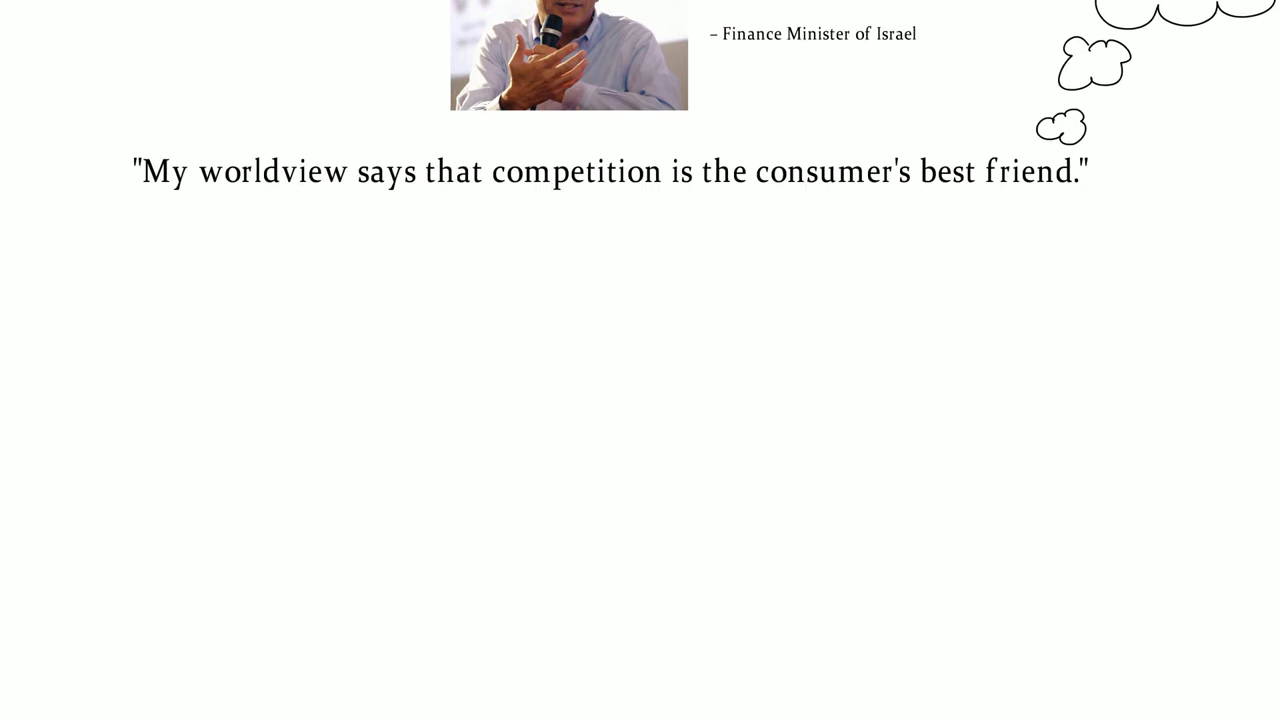 – Finance Minister of Israel
"My worldview says that competition is the consumer's best friend."